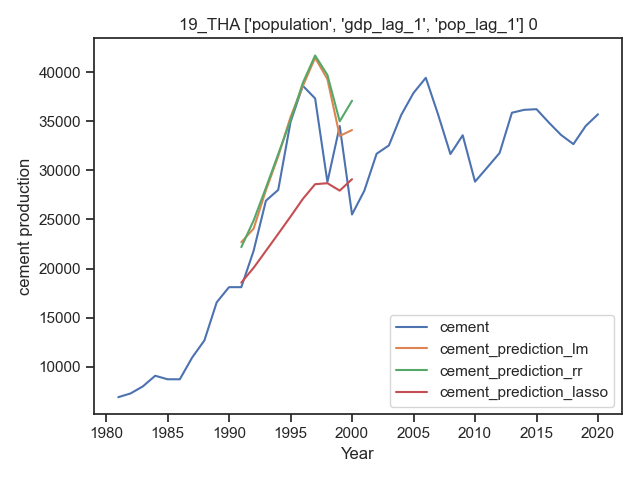 19_THA ['population', 'gdp_lag_1', 'pop_lag_1'] 0
40000
35000
30000
25000
20000
15000
10000
cement production
cement
cement_prediction_lm
cement_prediction_rr
cement_prediction_lasso
1980 1985 1990 1995 2000 2005 2010 2015 2020
Year